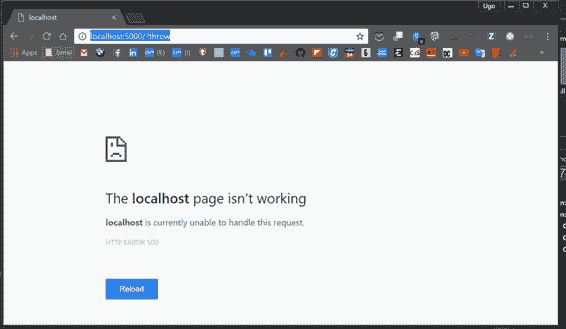 Ugo
localhost
localhost:5000/?throw
Apps
bmw
The localhost page isn't working
localhost is currently unable to handle this request.
HTTP ERROR 500
Reload